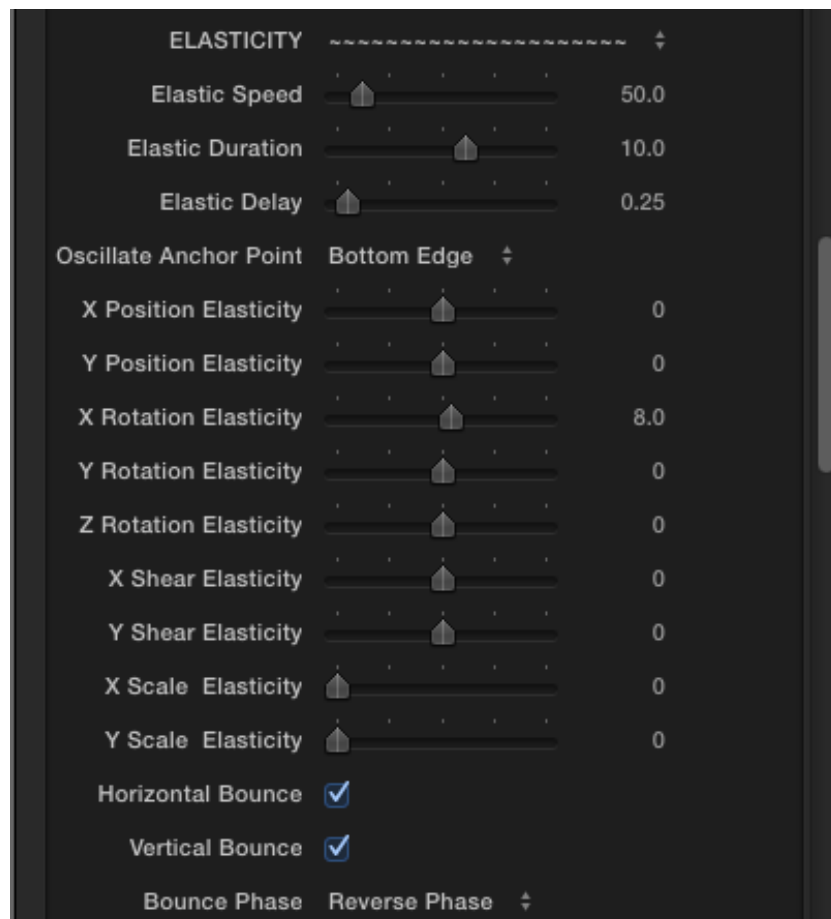 ELASTICITY ~~~~~~~~~~~~~~~~~~~~~
Elastic Speed 50.0
Elastic Duration 10.0
Elastic Delay 0.25
Oscillate Anchor Point Bottom Edge
X Position Elasticity 0
Y Position Elasticity 0
X Rotation Elasticity 8.0
Y Rotation Elasticity 0
Z Rotation Elasticity 0
X Shear Elasticity 0
Y Shear Elasticity 0
X Scale  Elasticity 0
Y Scale  Elasticity 0
Horizontal Bounce
Vertical Bounce
Bounce Phase Reverse Phase